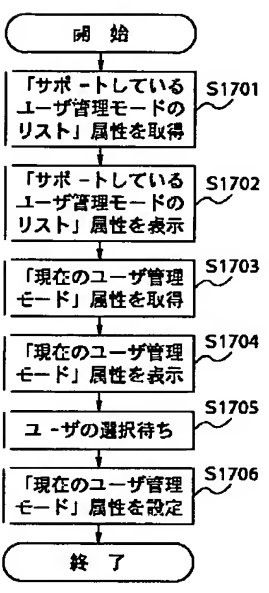 開 始
「サポートしている
ユーザ管理モードの
リスト」属性を取得
S1701
「サポートしている
ユーザ管理モードの
リスト」属性を表示
S1702
「現在のユーザ管理
モード」属性を取得
S1703
「現在のユーザ管理
モード」属性を表示
S1704
ユーザの選択待ち
S1705
「現在のユーザ管理
モード」属性を設定
S1706
終 了